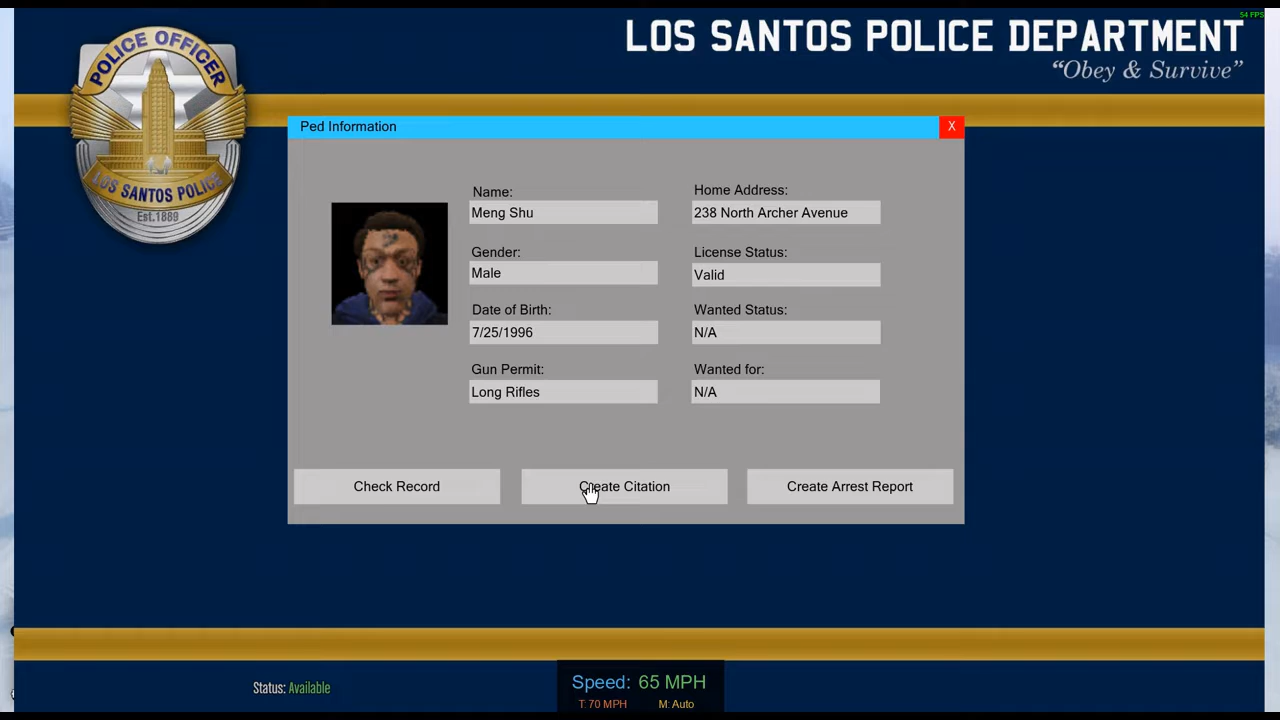 54 FPS
LOS SANTOS POLICE DEPARTMENT
“Obey & Survive”
POLICE OFFICER
LOS SANTOS POLICE
Est.1889
Ped Information
X
Name:
Meng Shu
Home Address:
238 North Archer Avenue
Gender:
Male
License Status:
Valid
Date of Birth:
7/25/1996
Wanted Status:
N/A
Gun Permit:
Long Rifles
Wanted for:
N/A
Check Record
Create Citation
Create Arrest Report
Status: Available
Speed: 65 MPH
T: 70 MPH M: Auto